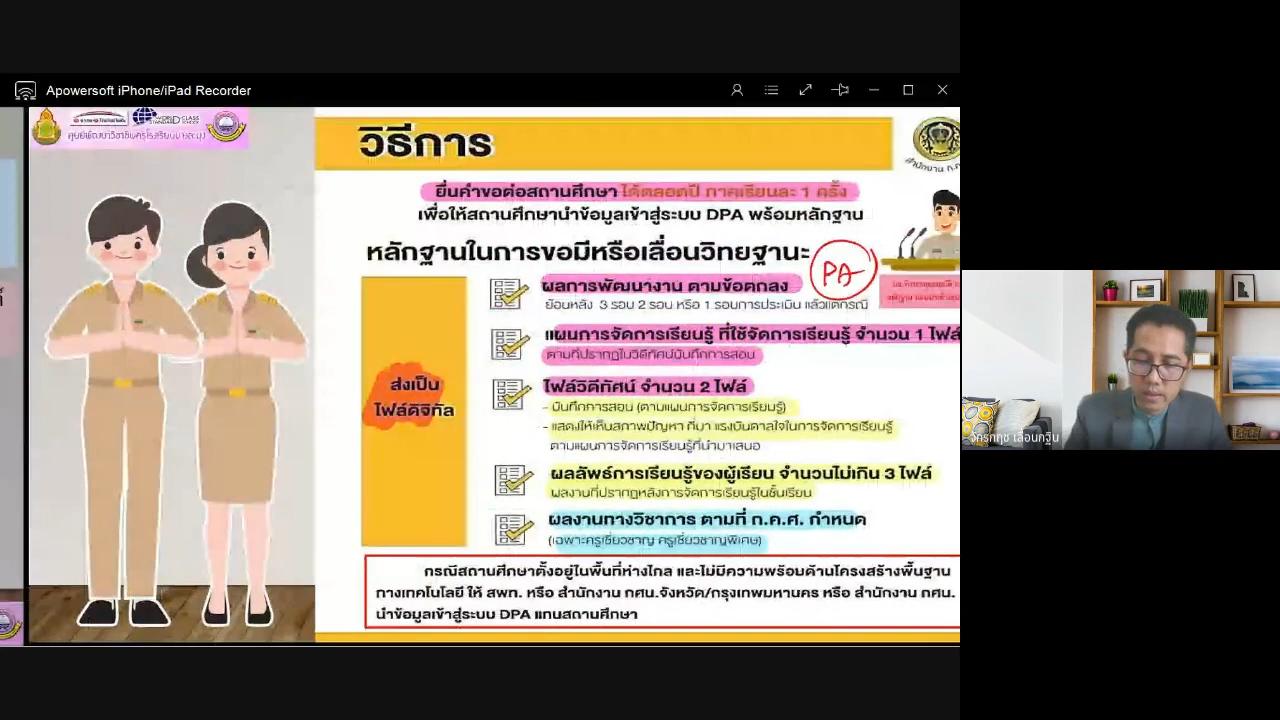 Apowersoft iPhone/iPad Recorder
WORLD CLASS
STANDARD SCHOOL
วิธีการ
ยื่นคำขอต่อสถานศึกษา ได้ตลอดปี ภาคเรียนละ 1 ครั้ง
เพื่อให้สถานศึกษานำข้อมูลเข้าสู่ระบบ DPA พร้อมหลักฐาน
หลักฐานในการขอมีหรือเลื่อนวิทยฐานะ
PA
ผลการพัฒนางาน ตามข้อตกลง
ย้อนหลัง 3 รอบ 2 รอบ หรือ 1 รอบการประเมิน แล้วแต่กรณี
แผนการจัดการเรียนรู้ ที่ใช้จัดการเรียนรู้ จำนวน 1 ไฟล์
ตามที่ปรากฏในวิดีทัศน์บันทึกการสอน
ส่งเป็น
ไฟล์ดิจิทัล
ไฟล์วิดีทัศน์ จำนวน 2 ไฟล์
- บันทึกการสอน (ตามแผนการจัดการเรียนรู้)
- แสดงให้เห็นสภาพปัญหา ที่มา แรงบันดาลใจในการจัดการเรียนรู้
ตามแผนการจัดการเรียนรู้ที่นำมาเสนอ
ผลลัพธ์การเรียนรู้ของผู้เรียน จำนวนไม่เกิน 3 ไฟล์
ผลงานที่ปรากฏหลังการจัดการเรียนรู้ในชั้นเรียน
ผลงานทางวิชาการ ตามที่ ก.ค.ศ. กำหนด
(เฉพาะครูเชี่ยวชาญ ครูเชี่ยวชาญพิเศษ)
กรณีสถานศึกษาตั้งอยู่ในพื้นที่ห่างไกล และไม่มีความพร้อมด้านโครงสร้างพื้นฐาน
ทางเทคโนโลยี ให้ สพท. หรือ สำนักงาน กศน.จังหวัด/กรุงเทพมหานคร หรือ สำนักงาน กศน.
นำข้อมูลเข้าสู่ระบบ DPA แทนสถานศึกษา
จักรกฤช เลื่อนกฐิน